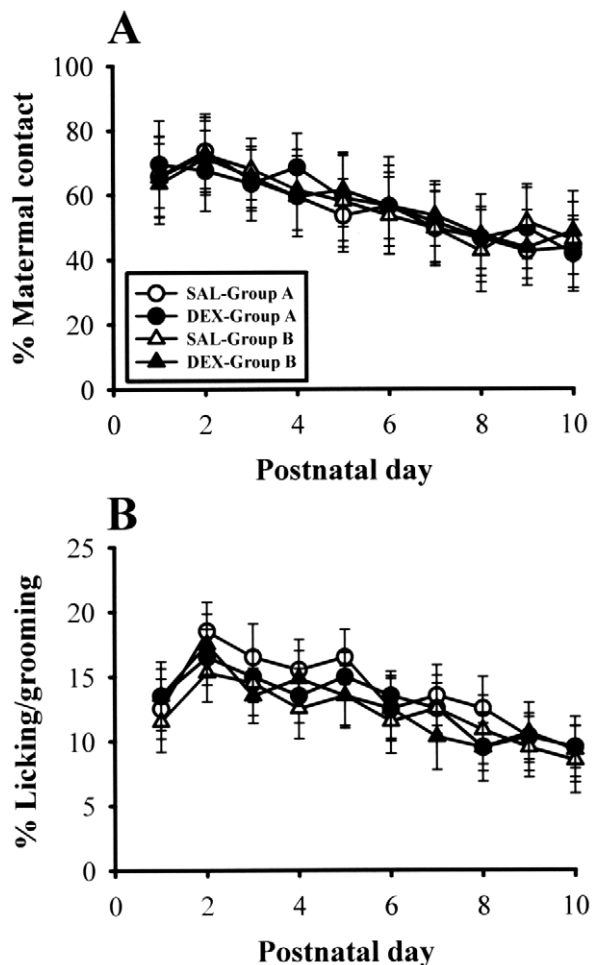 A
100
80
60
40
20
0
% Matermal contact
SAL-Group A
DEX-Group A
SAL-Group B
DEX-Group B
0 2 4 6 8 10
Postnatal day
B
25
20
15
10
5
0
% Licking/grooming
0 2 4 6 8 10
Postnatal day